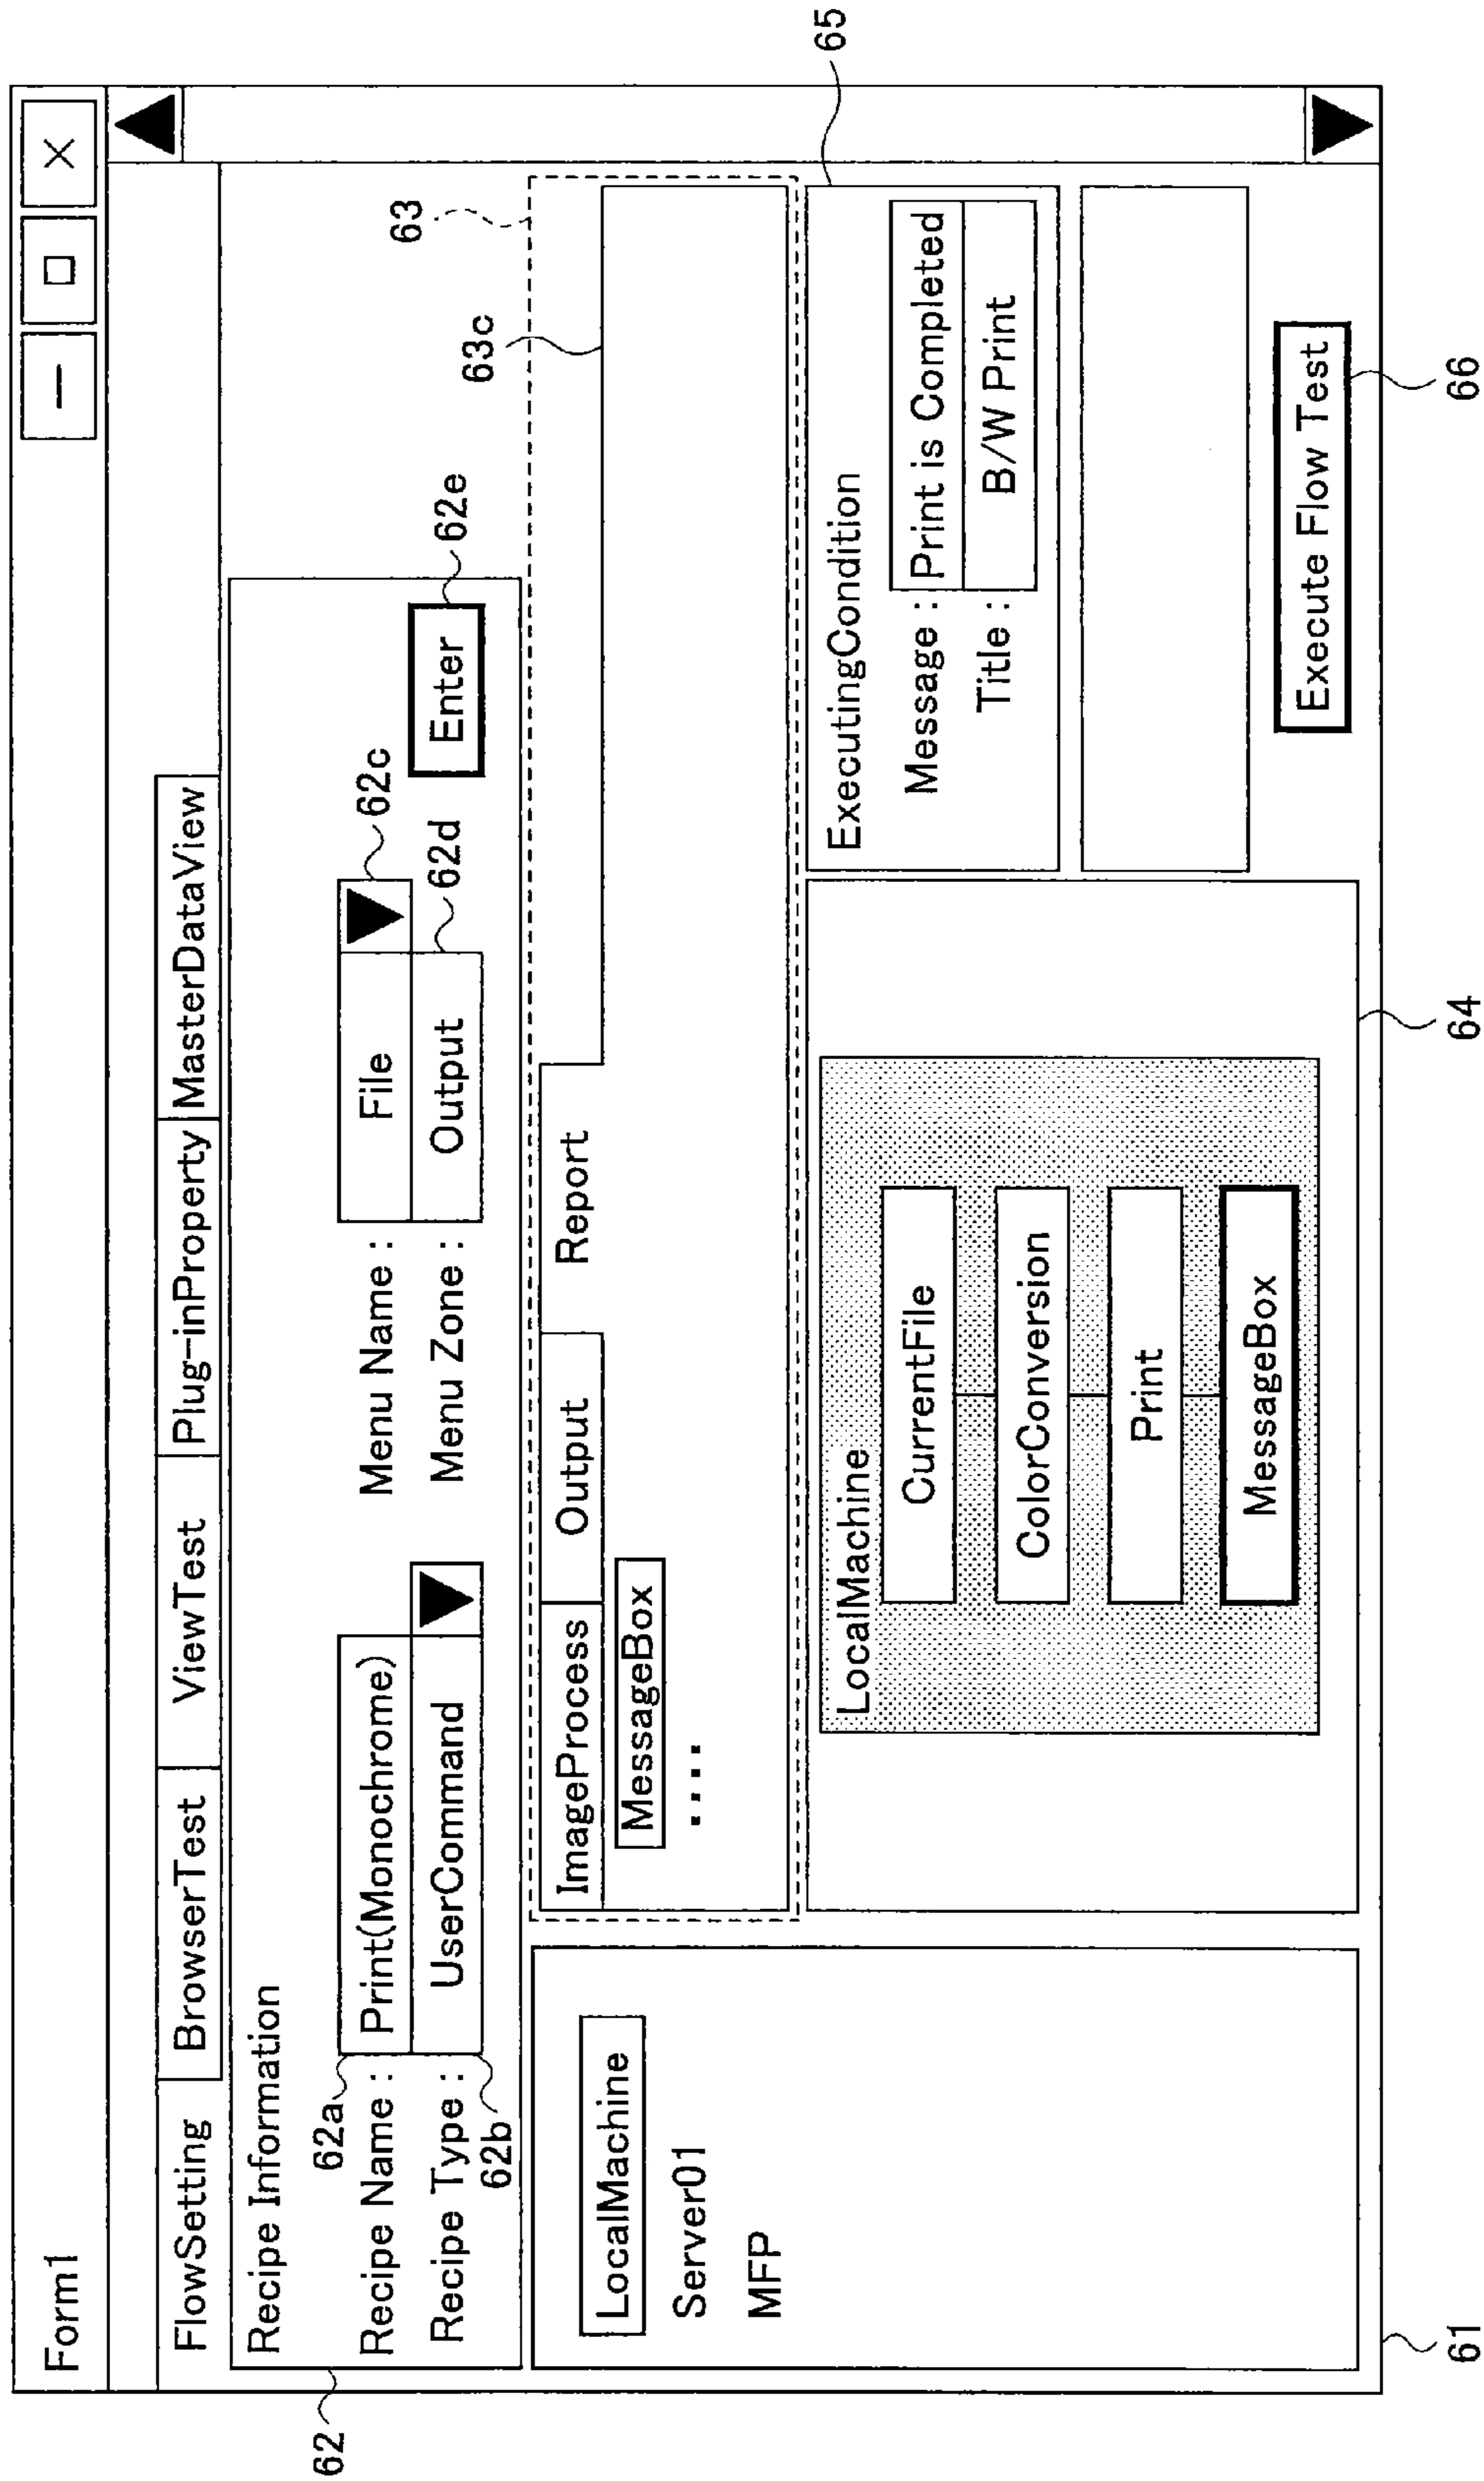 Form1
FlowSetting BrowserTest ViewTest Plug-inProperty MasterDataView
62
Recipe Information
62a
Recipe Name : Print(Monochrome)
Recipe Type : UserCommand
62b
Menu Name : File
62c
Menu Zone : Output
62d
Enter
62e
63
63c
ImageProcess Output Report
MessageBox
....
LocalMachine
Server01
MFP
LocalMachine
CurrentFile
ColorConversion
Print
MessageBox
65
ExecutingCondition
Message : Print is Completed
Title : B/W Print
Execute Flow Test
61
64
66